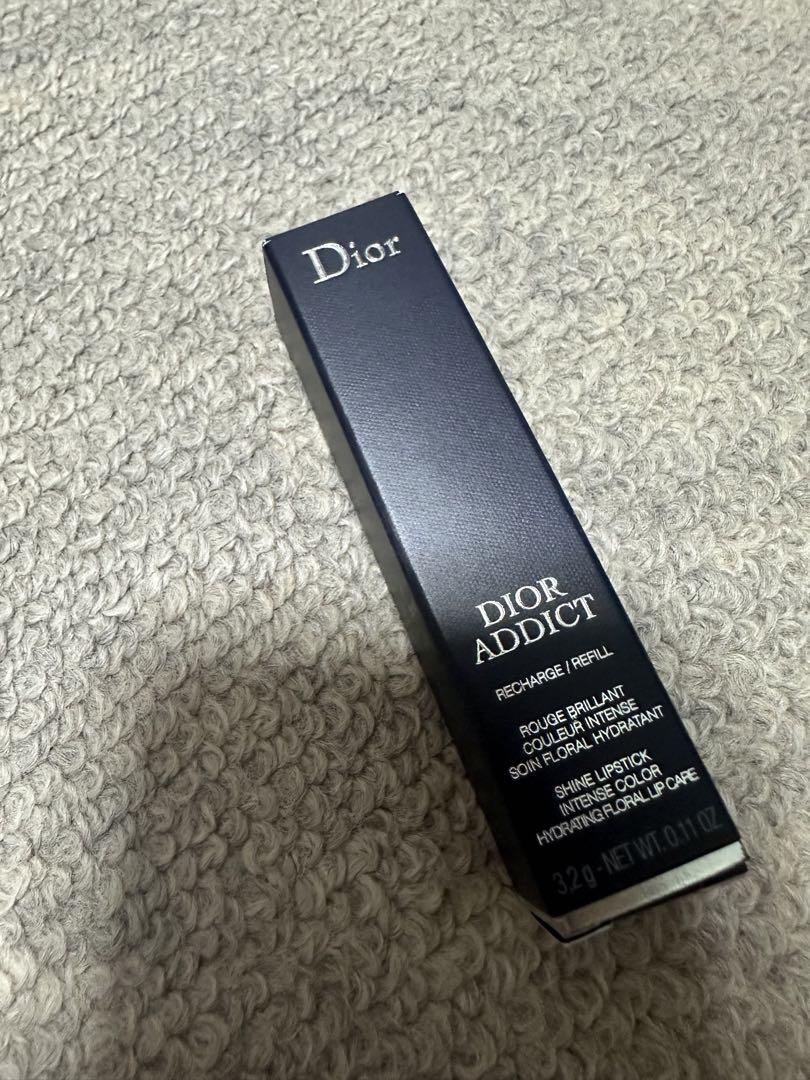 Dior
DIOR
ADDICT
RECHARGE / REFILL
ROUGE BRILLANT
COULEUR INTENSE
SOIN FLORAL HYDRATANT
SHINE LIPSTICK
INTENSE COLOR
HYDRATING FLORAL LIP CARE
3,2 g - NET WT. 0.11 OZ